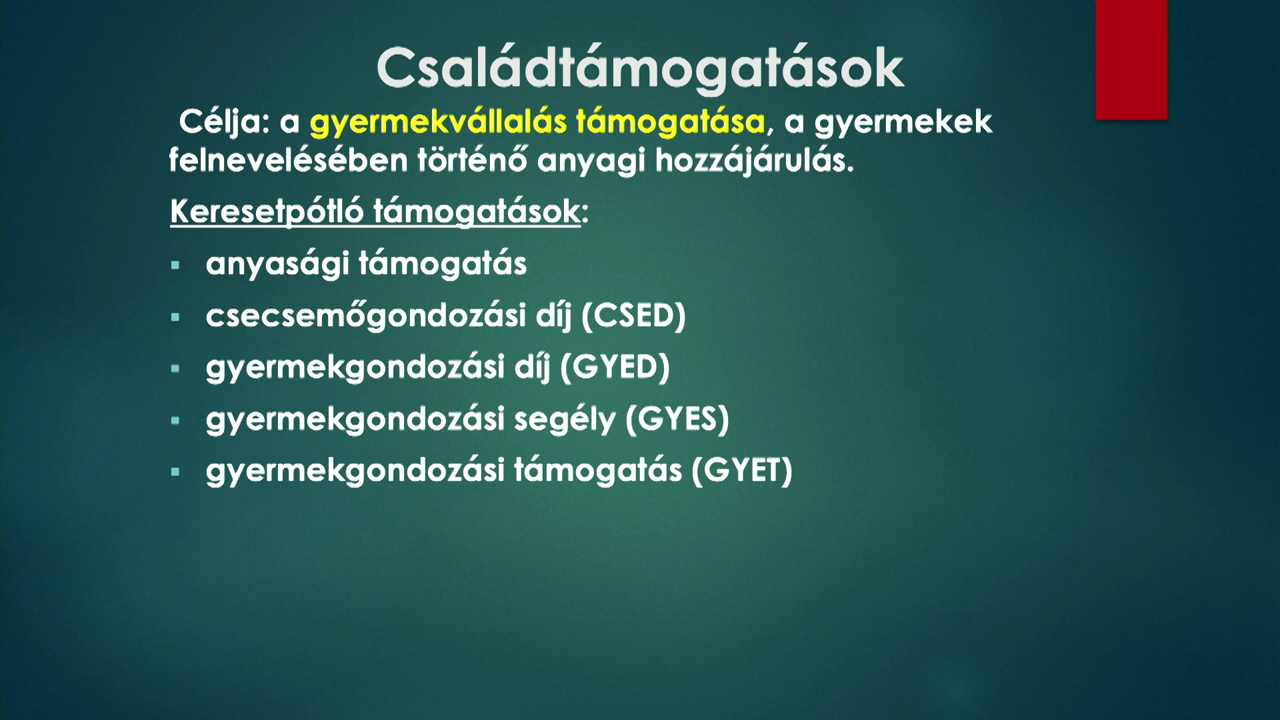 Családtámogatások
Célja: a gyermekvállalás támogatása, a gyermekek
felnevelésében történő anyagi hozzájárulás.
Keresetpótló támogatások:
▪ anyasági támogatás
▪ csecsemőgondozási díj (CSED)
▪ gyermekgondozási díj (GYED)
▪ gyermekgondozási segély (GYES)
▪ gyermekgondozási támogatás (GYET)